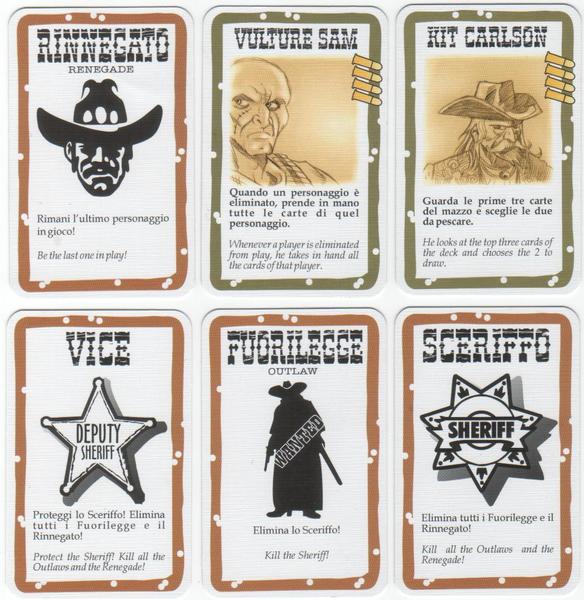 RINNEGATO
RENEGADE
Rimani l'ultimo personaggio
in gioco!
Be the last one in play!
VULTURE SAM
Quando un personaggio è
eliminato, prende in mano
tutte le carte di quel
personaggio.
Whenever a player is eliminated
from play, he takes in hand all
the cards of that player.
KIT CARLSON
Guarda le prime tre carte
del mazzo e sceglie le due
da pescare.
He looks at the top three cards of
the deck and chooses the 2 to
draw.
VICE
DEPUTY
SHERIFF
Proteggi lo Sceriffo! Elimina
tutti i Fuorilegge e il
Rinnegato!
Protect the Sheriff! Kill all the
Outlaws and the Renegade!
FUORILEGGE
OUTLAW
WANTED
Elimina lo Sceriffo!
Kill the Sheriff!
SCERIFFO
SHERIFF
Elimina tutti i Fuorilegge e il
Rinnegato!
Kill all the Outlaws and the
Renegade!